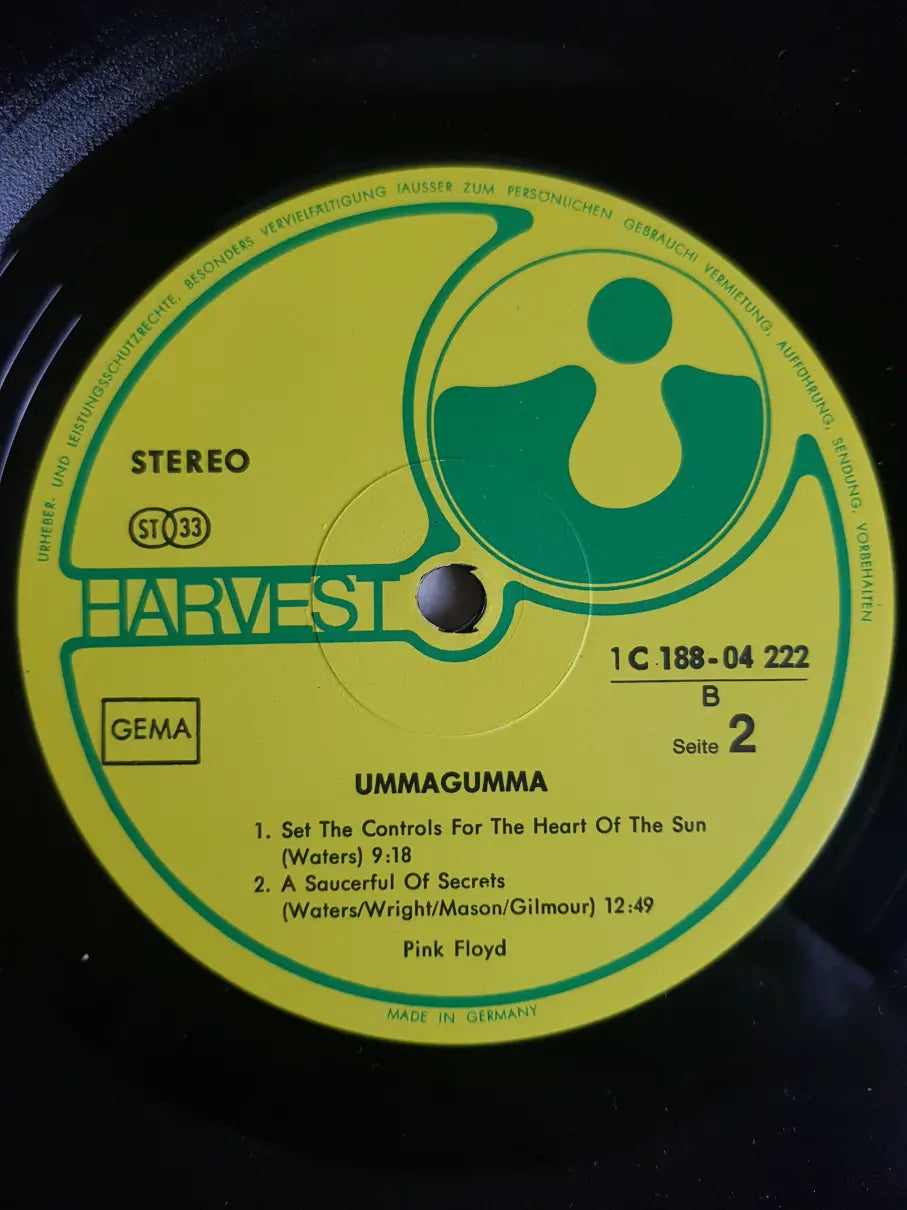 URHEBER- UND LEISTUNGSSCHUTZRECHTE, BESONDERS VERVIELFÄLTIGUNG (AUSSER ZUM PERSÖNLICHEN GEBRAUCH) VERMIETUNG, AUFFÜHRUNG, SENDUNG, VORBEHALTEN
STEREO
ST 33
HARVEST
1 C 188-04 222
B
Seite 2
GEMA
UMMAGUMMA
1. Set The Controls For The Heart Of The Sun
(Waters) 9:18
2. A Saucerful Of Secrets
(Waters/Wright/Mason/Gilmour) 12:49
Pink Floyd
MADE IN GERMANY